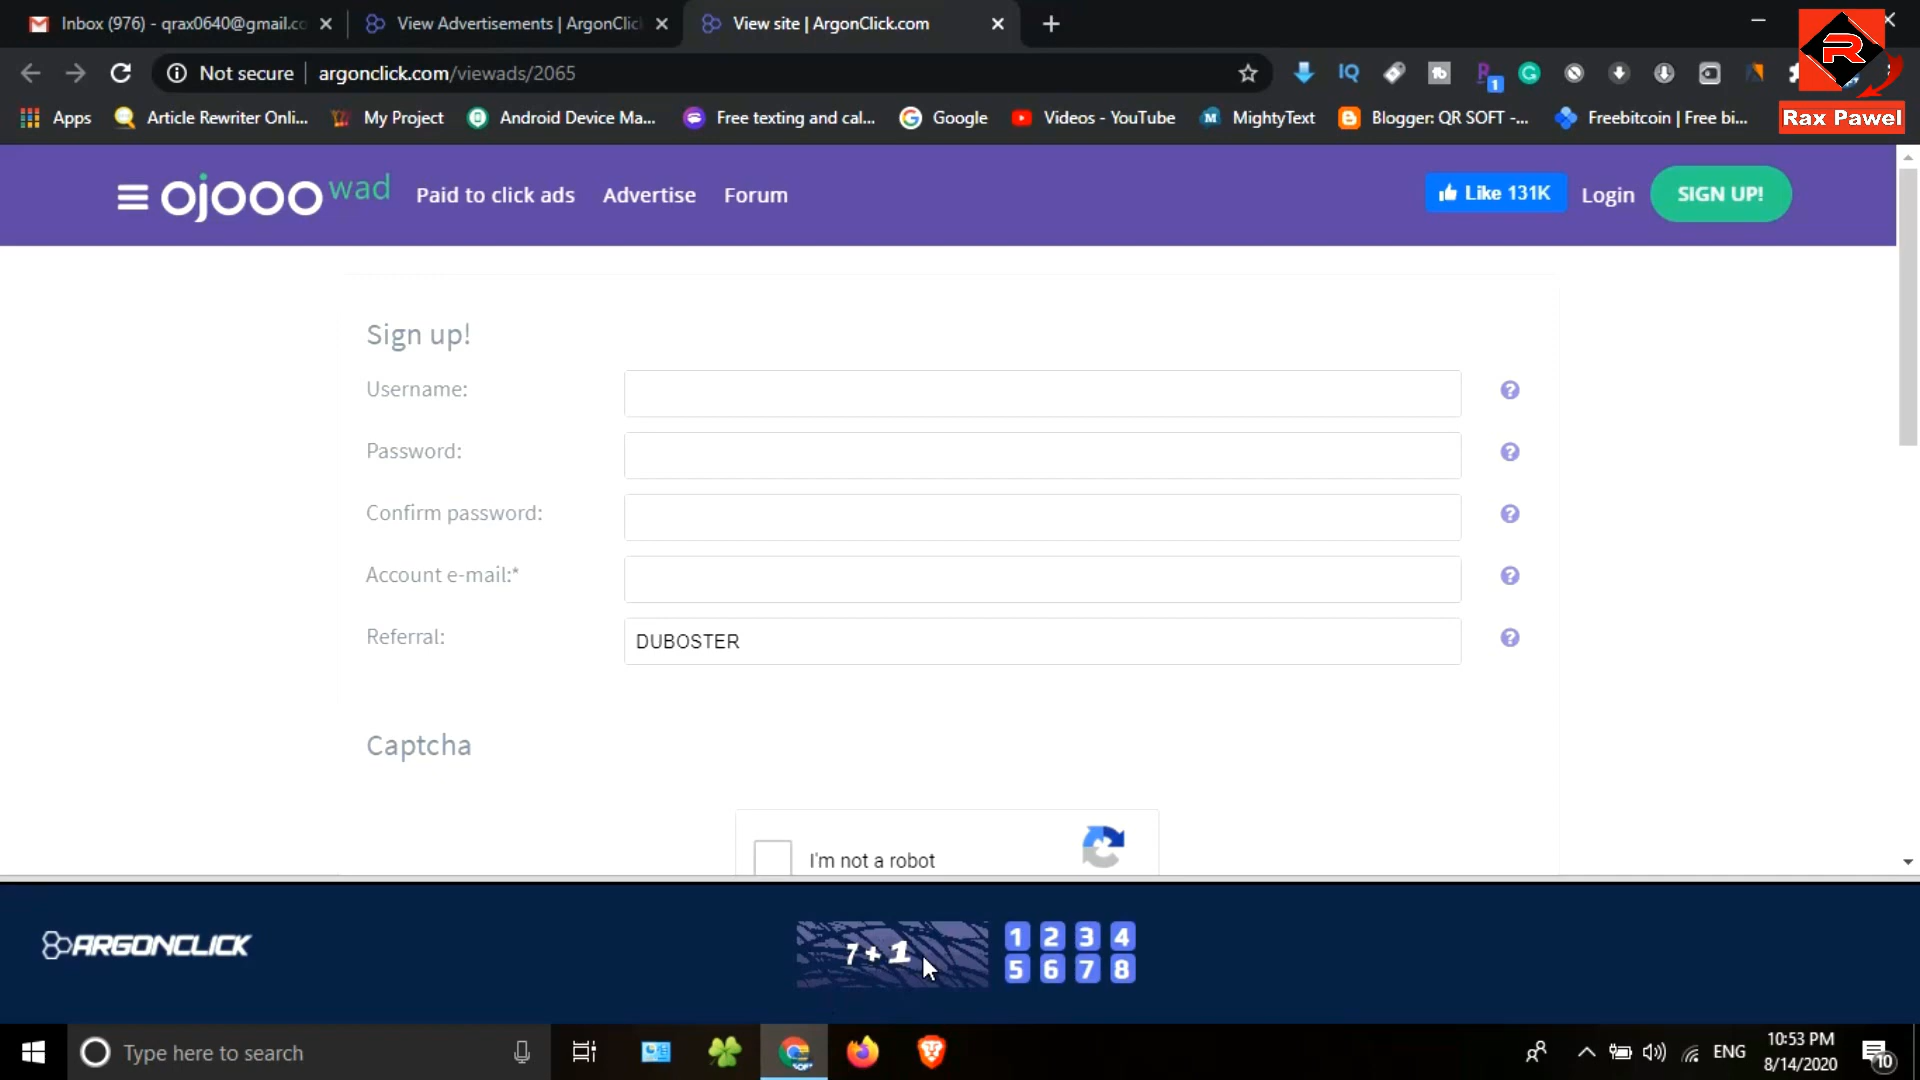 Inbox (976) - qrax0640@gmail.co
View Advertisements | ArgonClic
View site | ArgonClick.com
Not secure
argonclick.com/viewads/2065
IQ
1
R
Rax Pawel
Apps
Article Rewriter Onli...
My Project
Android Device Ma...
Free texting and cal...
Google
Videos - YouTube
MightyText
Blogger: QR SOFT -...
Freebitcoin | Free bi...
ojooo wad
Paid to click ads
Advertise
Forum
Like 131K
Login
SIGN UP!
Sign up!
Username:
Password:
Confirm password:
Account e-mail:*
Referral:
DUBOSTER
Captcha
I'm not a robot
ARGONCLICK
1 2 3 4
5 6 7 8
Type here to search
ENG
10:53 PM
8/14/2020
10